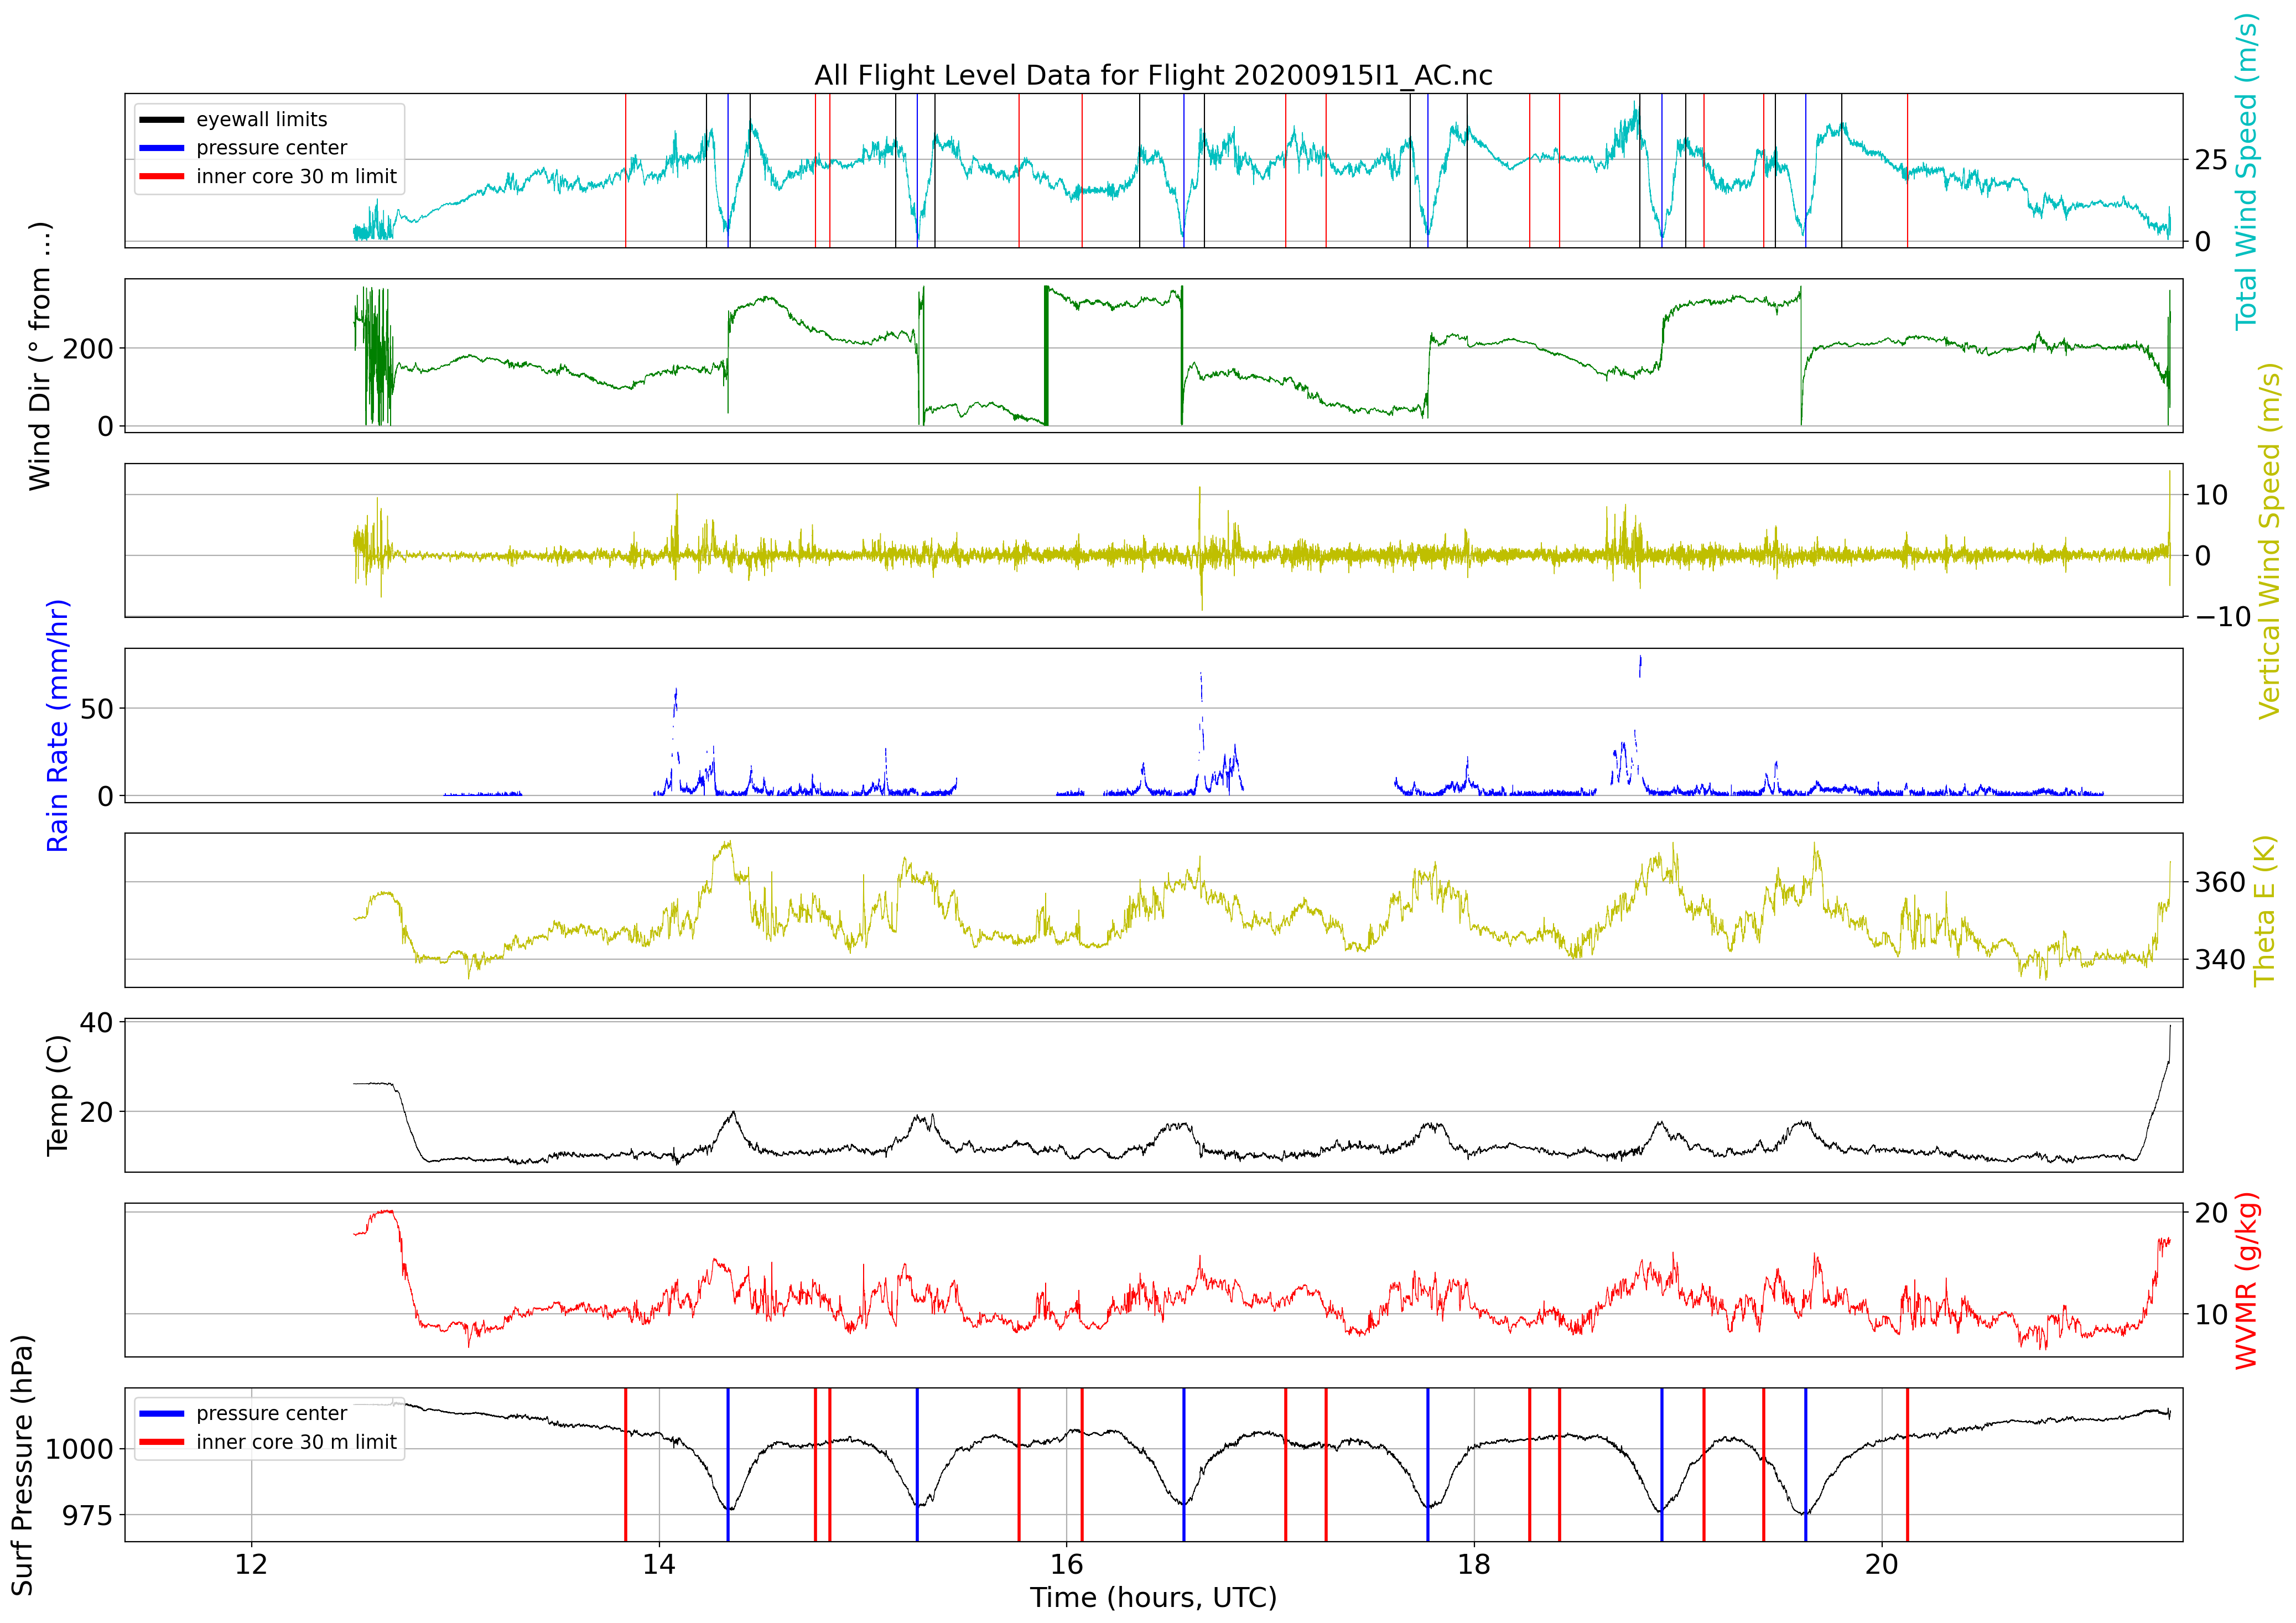 All Flight Level Data for Flight 20200915I1_AC.nc
eyewall limits
pressure center
inner core 30 m limit
25
0
Total Wind Speed (m/s)
Wind Dir (° from ...)
200
0
10
0
−10
Vertical Wind Speed (m/s)
Rain Rate (mm/hr)
50
0
360
340
Theta E (K)
Temp (C)
40
20
20
10
WVMR (g/kg)
Surf Pressure (hPa)
1000
975
pressure center
inner core 30 m limit
12 14 16 18 20
Time (hours, UTC)